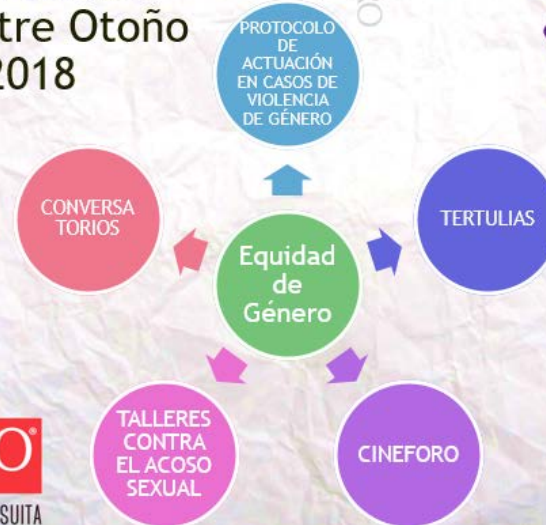 tre Otoño
2018
PROTOCOLO
DE
ACTUACIÓN
EN CASOS DE
VIOLENCIA
DE GÉNERO
CONVERSA
TORIOS
TERTULIAS
Equidad
de
Género
TALLERES
CONTRA
EL ACOSO
SEXUAL
CINEFORO
O®
SUITA